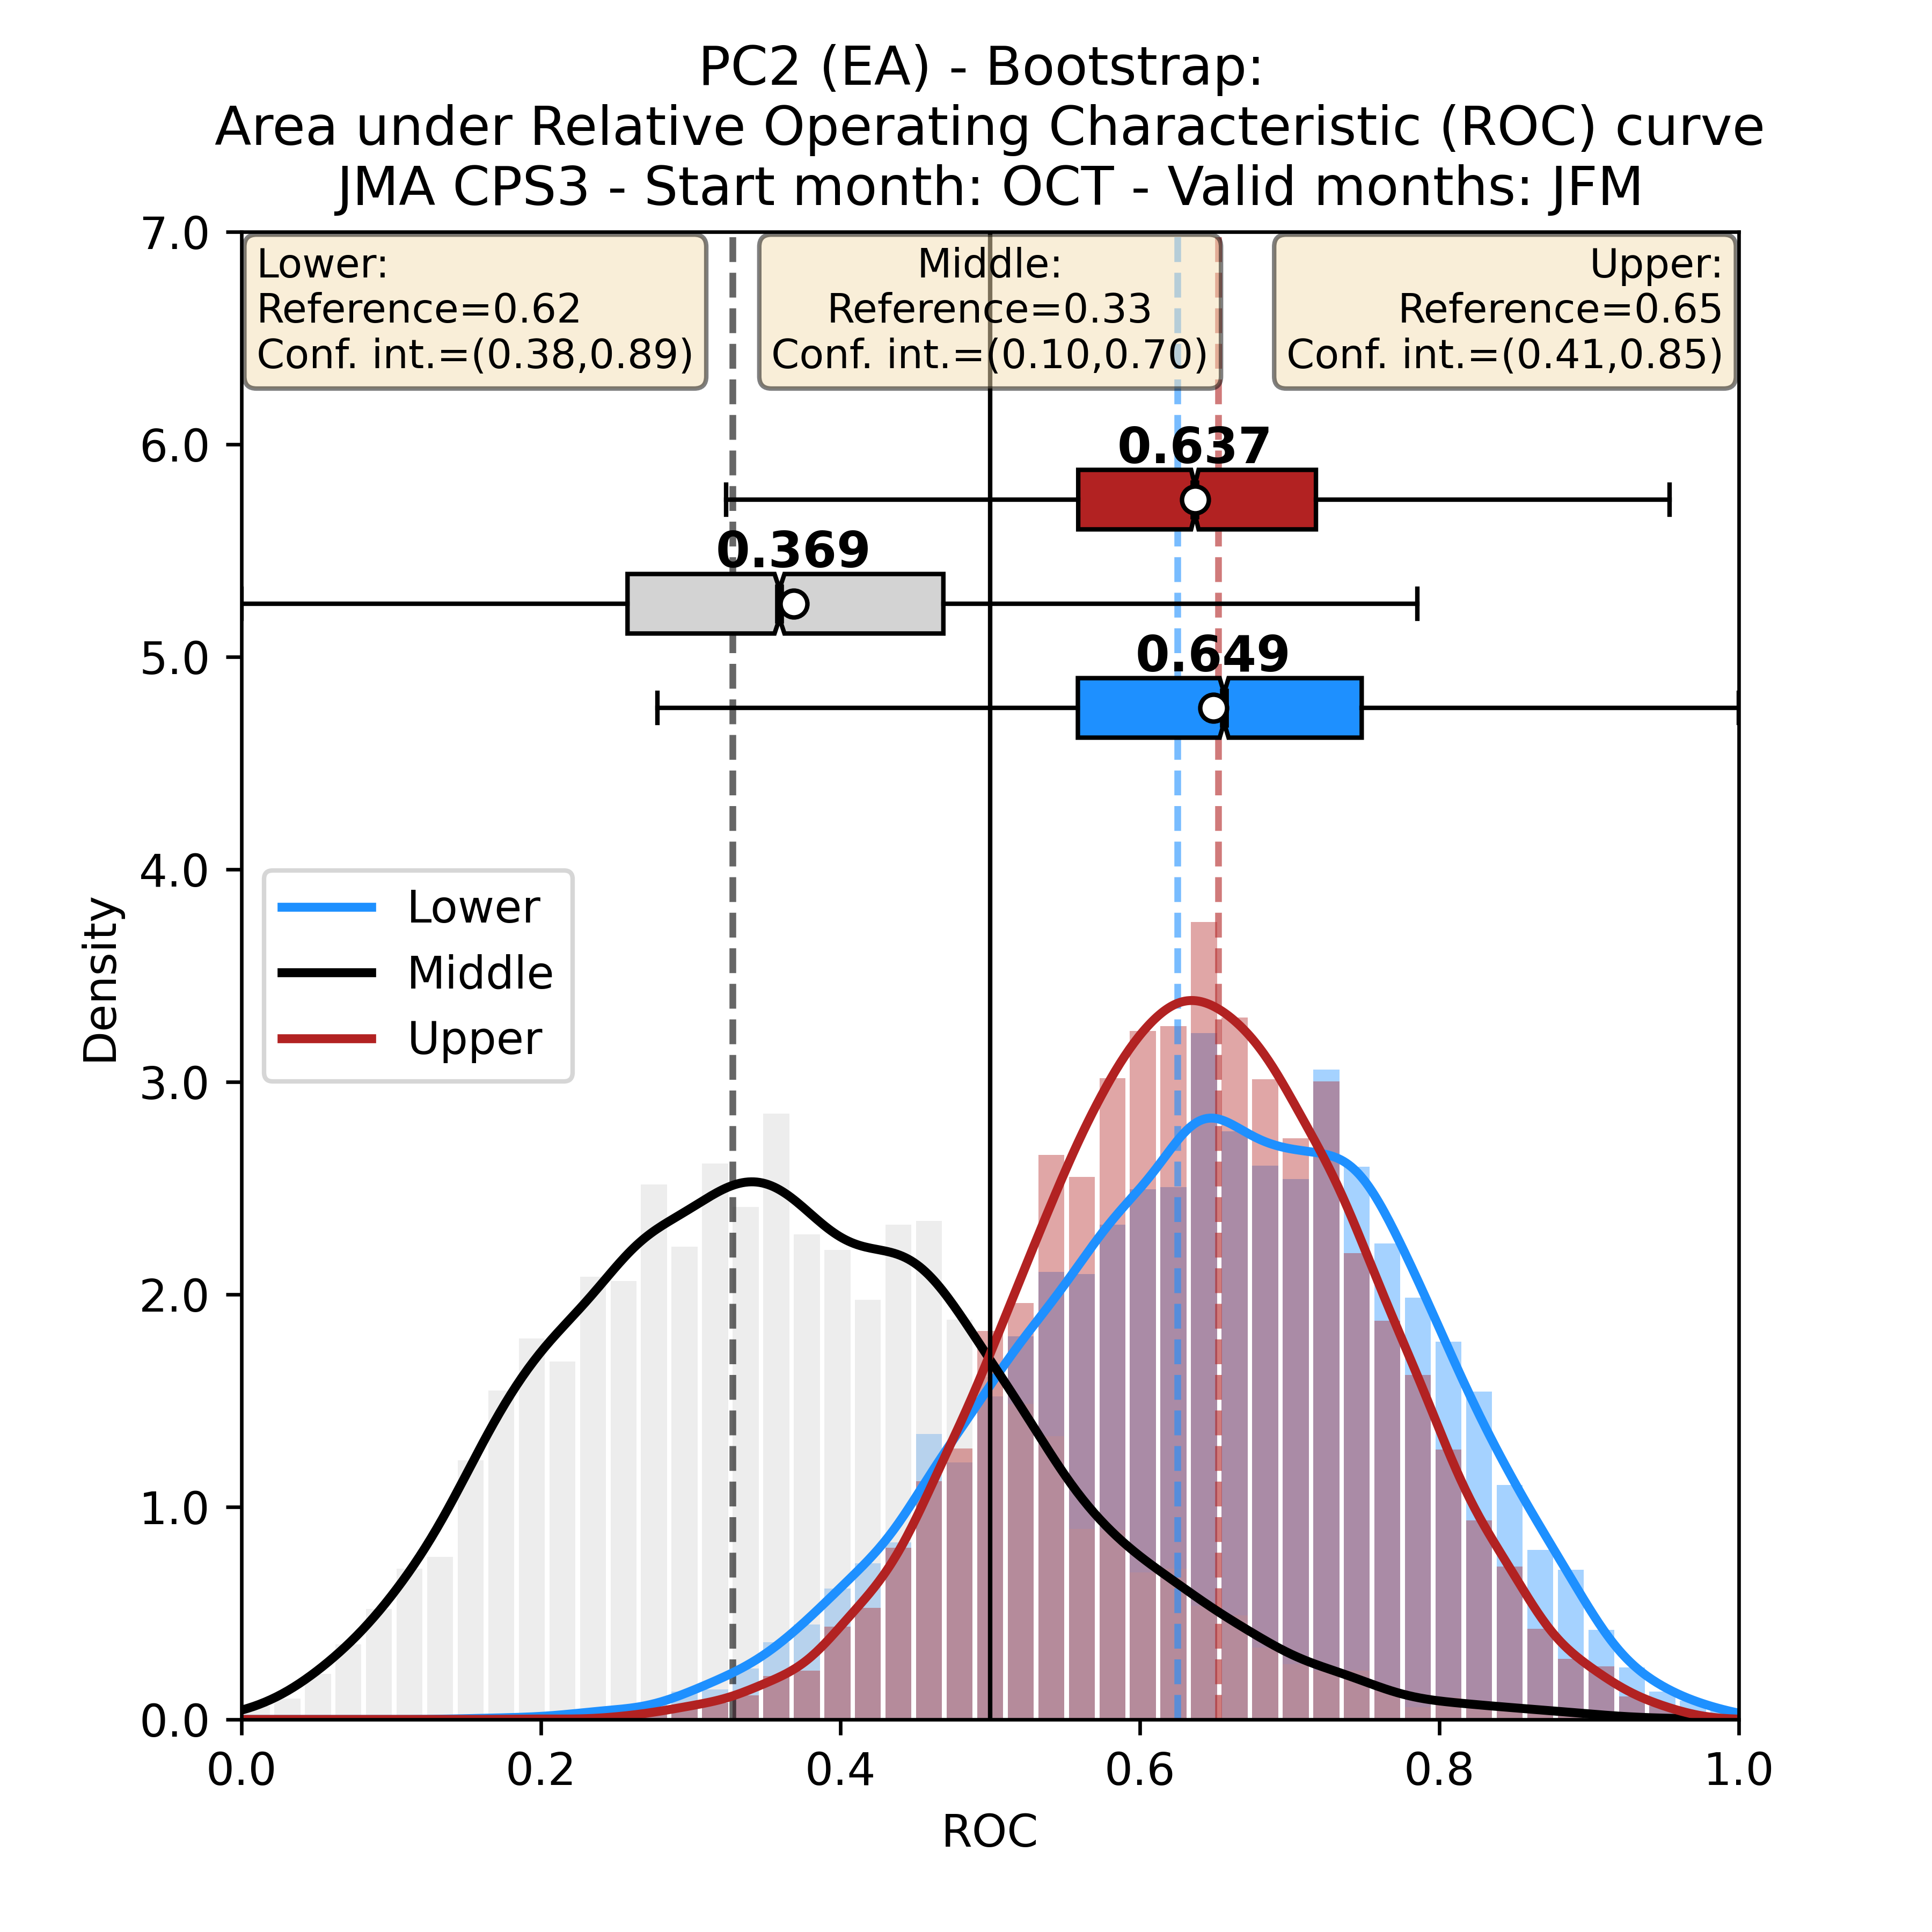 PC2 (EA) - Bootstrap:
Area under Relative Operating Characteristic (ROC) curve
JMA CPS3 - Start month: OCT - Valid months: JFM
Lower:
Reference=0.62
Conf. int.=(0.38,0.89)
Middle:
Reference=0.33
Conf. int.=(0.10,0.70)
Upper:
Reference=0.65
Conf. int.=(0.41,0.85)
0.637
0.369
0.649
7.0
6.0
5.0
4.0
3.0
2.0
1.0
0.0
Density
Lower
Middle
Upper
0.0
0.2
0.4
0.6
0.8
1.0
ROC